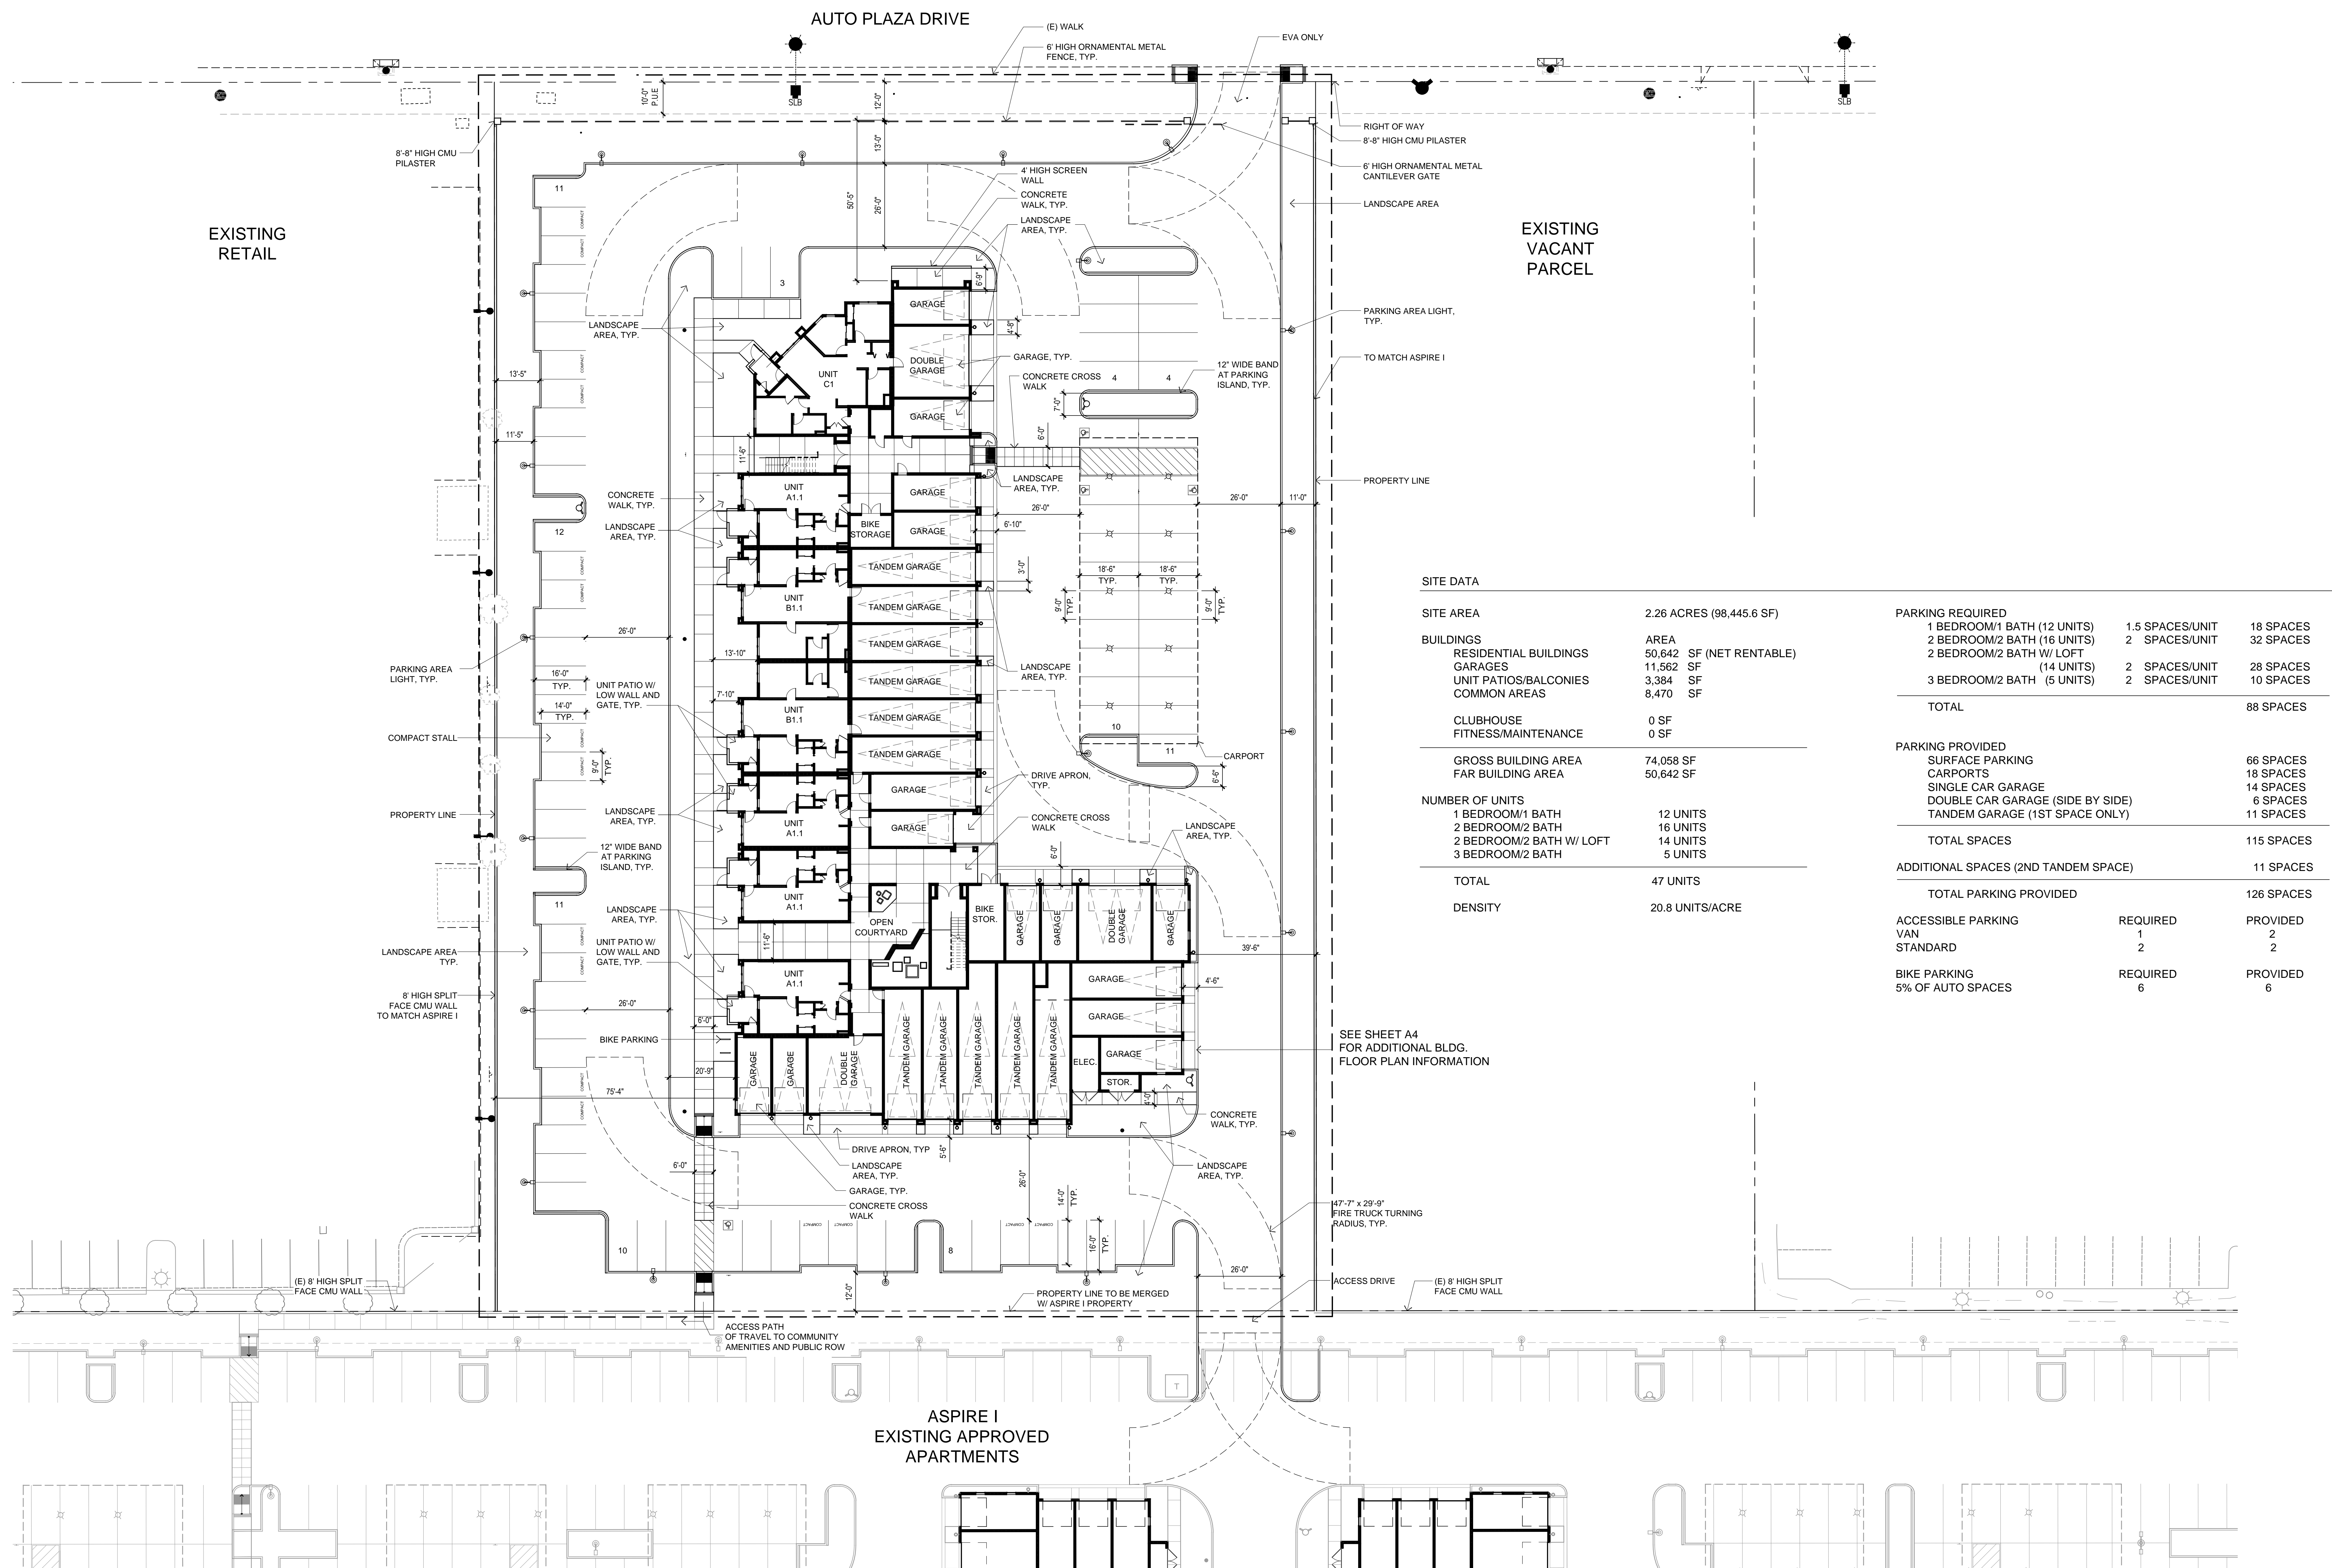 AUTO PLAZA DRIVE
(E) WALK
6' HIGH ORNAMENTAL METAL
FENCE, TYP.
EVA ONLY
SLB
SLB
10'-0"
P.U.E
12'-0"
8'-8" HIGH CMU
PILASTER
13'-0"
RIGHT OF WAY
8'-8" HIGH CMU PILASTER
6' HIGH ORNAMENTAL METAL
CANTILEVER GATE
LANDSCAPE AREA
4' HIGH SCREEN
WALL
CONCRETE
WALK, TYP.
LANDSCAPE
AREA, TYP.
11
50'-5"
26'-0"
EXISTING
RETAIL
EXISTING
VACANT
PARCEL
COMPACT
COMPACT
3
6'-9"
GARAGE
LANDSCAPE
AREA, TYP.
4'-8"
PARKING AREA LIGHT,
TYP.
UNIT
C1
DOUBLE
GARAGE
GARAGE, TYP.
TO MATCH ASPIRE I
COMPACT
COMPACT
13'-5"
CONCRETE CROSS
WALK
4
4
12" WIDE BAND
AT PARKING
ISLAND, TYP.
7'-0"
GARAGE
11'-5"
6'-0"
11'-6"
LANDSCAPE
AREA, TYP.
PROPERTY LINE
CONCRETE
WALK, TYP.
UNIT
A1.1
GARAGE
26'-0"
11'-0"
26'-0"
LANDSCAPE
AREA, TYP.
12
BIKE
STORAGE
GARAGE
6'-10"
COMPACT
COMPACT
TANDEM GARAGE
3'-0"
18'-6"
TYP.
18'-6"
TYP.
UNIT
B1.1
TANDEM GARAGE
9'-0"
TYP.
9'-0"
TYP.
26'-0"
TANDEM GARAGE
13'-10"
PARKING AREA
LIGHT, TYP.
16'-0"
TYP.
TANDEM GARAGE
LANDSCAPE
AREA, TYP.
UNIT PATIO W/
LOW WALL AND
GATE, TYP.
7'-10"
14'-0"
TYP.
UNIT
B1.1
TANDEM GARAGE
10
COMPACT STALL
COMPACT
COMPACT
TANDEM GARAGE
11
CARPORT
9'-0"
TYP.
6'-6"
GARAGE
DRIVE APRON,
TYP.
PROPERTY LINE
LANDSCAPE
AREA, TYP.
UNIT
A1.1
GARAGE
CONCRETE CROSS
WALK
LANDSCAPE
AREA, TYP.
12" WIDE BAND
AT PARKING
ISLAND, TYP.
6'-0"
UNIT
A1.1
11
LANDSCAPE
AREA, TYP.
OPEN
COURTYARD
BIKE
STOR.
GARAGE
GARAGE
DOUBLE
GARAGE
GARAGE
UNIT PATIO W/
LOW WALL AND
GATE, TYP.
11'-6"
39'-6"
LANDSCAPE AREA
TYP.
COMPACT
COMPACT
UNIT
A1.1
GARAGE
4'-6"
8' HIGH SPLIT
FACE CMU WALL
TO MATCH ASPIRE I
26'-0"
6'-0"
GARAGE
BIKE PARKING
SEE SHEET A4
FOR ADDITIONAL BLDG.
FLOOR PLAN INFORMATION
GARAGE
GARAGE
DOUBLE
GARAGE
TANDEM GARAGE
TANDEM GARAGE
TANDEM GARAGE
TANDEM GARAGE
TANDEM GARAGE
ELEC.
GARAGE
STOR.
20'-9"
75'-4"
COMPACT
COMPACT
4'-0"
CONCRETE
WALK, TYP.
DRIVE APRON, TYP
5'-6"
LANDSCAPE
AREA, TYP.
6'-0"
LANDSCAPE
AREA, TYP.
GARAGE, TYP.
26'-0"
CONCRETE CROSS
WALK
14'-0"
TYP.
47'-7" x 29'-9"
FIRE TRUCK TURNING
RADIUS, TYP.
COMPACT
COMPACT
COMPACT
COMPACT
10
8
16'-0"
TYP.
26'-0"
(E) 8' HIGH SPLIT
FACE CMU WALL
12'-0"
PROPERTY LINE TO BE MERGED
W/ ASPIRE I PROPERTY
ACCESS DRIVE
(E) 8' HIGH SPLIT
FACE CMU WALL
ACCESS PATH
OF TRAVEL TO COMMUNITY
AMENITIES AND PUBLIC ROW
T
ASPIRE I
EXISTING APPROVED
APARTMENTS
SITE DATA
SITE AREA 2.26 ACRES (98,445.6 SF)
BUILDINGS AREA
RESIDENTIAL BUILDINGS 50,642 SF (NET RENTABLE)
GARAGES 11,562 SF
UNIT PATIOS/BALCONIES 3,384 SF
COMMON AREAS 8,470 SF
CLUBHOUSE 0 SF
FITNESS/MAINTENANCE 0 SF
GROSS BUILDING AREA 74,058 SF
FAR BUILDING AREA 50,642 SF
NUMBER OF UNITS
1 BEDROOM/1 BATH 12 UNITS
2 BEDROOM/2 BATH 16 UNITS
2 BEDROOM/2 BATH W/ LOFT 14 UNITS
3 BEDROOM/2 BATH 5 UNITS
TOTAL 47 UNITS
DENSITY 20.8 UNITS/ACRE
PARKING REQUIRED
1 BEDROOM/1 BATH (12 UNITS) 1.5 SPACES/UNIT 18 SPACES
2 BEDROOM/2 BATH (16 UNITS) 2 SPACES/UNIT 32 SPACES
2 BEDROOM/2 BATH W/ LOFT
(14 UNITS) 2 SPACES/UNIT 28 SPACES
3 BEDROOM/2 BATH (5 UNITS) 2 SPACES/UNIT 10 SPACES
TOTAL 88 SPACES
PARKING PROVIDED
SURFACE PARKING 66 SPACES
CARPORTS 18 SPACES
SINGLE CAR GARAGE 14 SPACES
DOUBLE CAR GARAGE (SIDE BY SIDE) 6 SPACES
TANDEM GARAGE (1ST SPACE ONLY) 11 SPACES
TOTAL SPACES 115 SPACES
ADDITIONAL SPACES (2ND TANDEM SPACE) 11 SPACES
TOTAL PARKING PROVIDED 126 SPACES
ACCESSIBLE PARKING REQUIRED PROVIDED
VAN 1 2
STANDARD 2 2
BIKE PARKING REQUIRED PROVIDED
5% OF AUTO SPACES 6 6